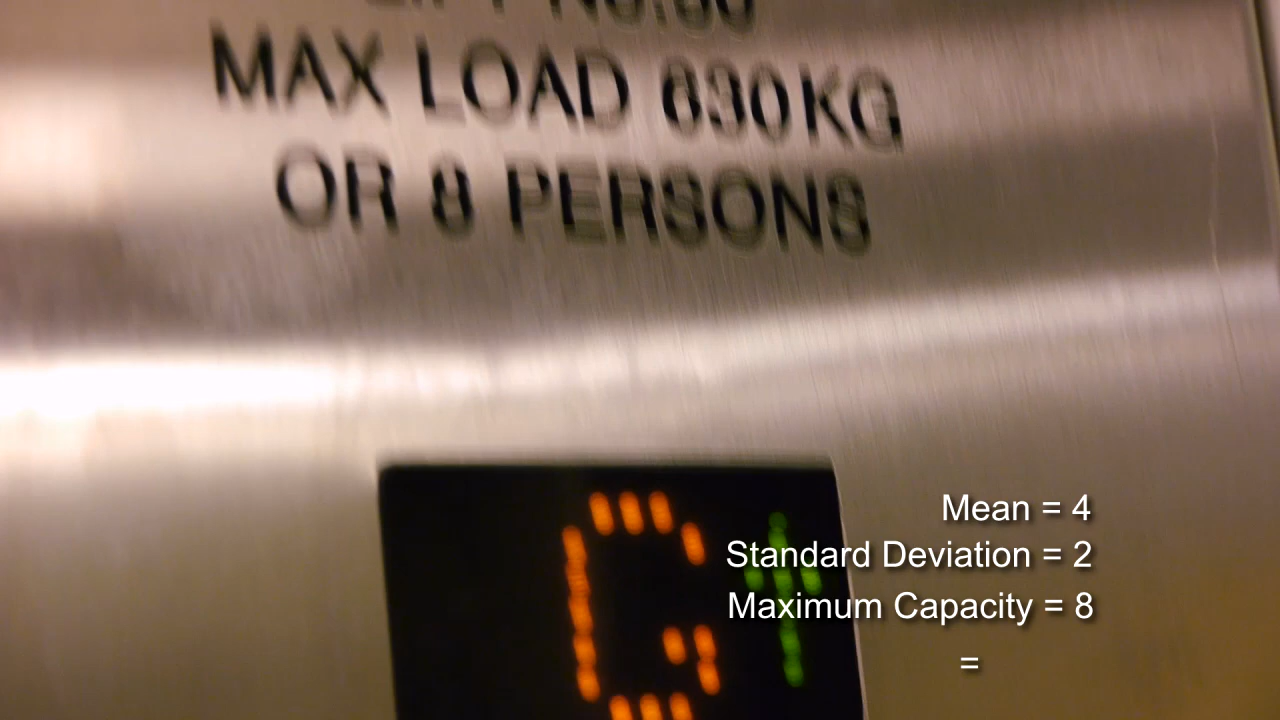 MAX LOAD 630KG
OR 8 PERSONS
G
Mean = 4
Standard Deviation = 2
Maximum Capacity = 8
=